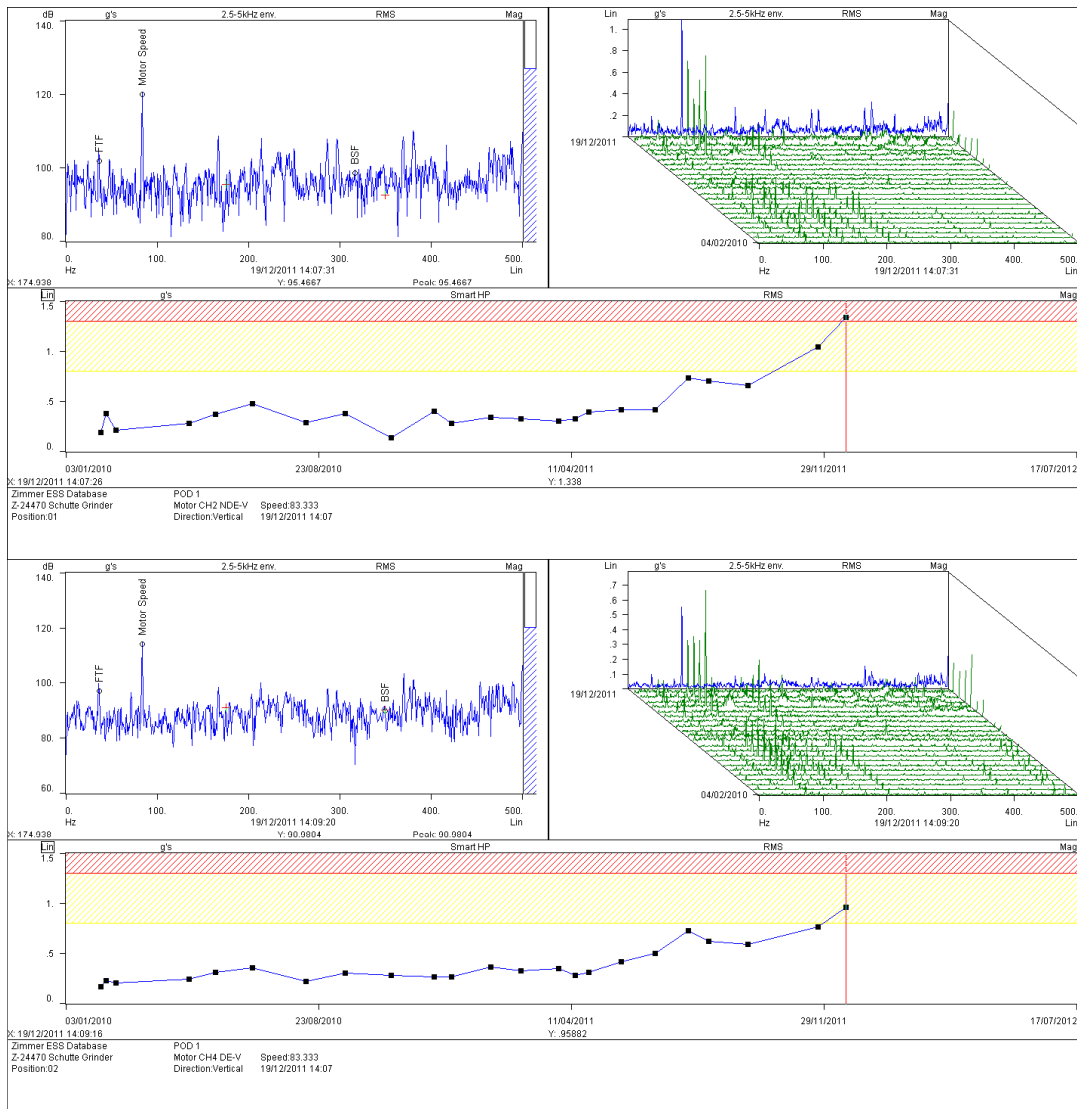 dB g's 2.5-5kHz env. RMS Mag
140.
120.
100.
80.
FTF
Motor Speed
BSF
0. 100. 200. 300. 400. 500.
Hz 19/12/2011 14:07:31 Lin
X: 174.938 Y: 95.4667 Peak: 95.4667
Lin g's 2.5-5kHz env. RMS Mag
1.
.8
.6
.4
.2
19/12/2011
04/02/2010
0. 100. 200. 300. 400. 500.
Hz 19/12/2011 14:07:31 Lin
Lin g's Smart HP RMS Mag
1.5
1.
.5
0.
03/01/2010 23/08/2010 11/04/2011 29/11/2011 17/07/2012
X: 19/12/2011 14:07:26 Y: 1.338
Zimmer ESS Database POD 1
Z-24470 Schutte Grinder Motor CH2 NDE-V Speed:83.333
Position:01 Direction:Vertical 19/12/2011 14:07
dB g's 2.5-5kHz env. RMS Mag
140.
120.
100.
80.
60.
FTF
Motor Speed
BSF
0. 100. 200. 300. 400. 500.
Hz 19/12/2011 14:09:20 Lin
X: 174.938 Y: 90.9804 Peak: 90.9804
Lin g's 2.5-5kHz env. RMS Mag
.7
.6
.5
.4
.3
.2
.1
19/12/2011
04/02/2010
0. 100. 200. 300. 400. 500.
Hz 19/12/2011 14:09:20 Lin
Lin g's Smart HP RMS Mag
1.5
1.
.5
0.
03/01/2010 23/08/2010 11/04/2011 29/11/2011 17/07/2012
X: 19/12/2011 14:09:16 Y: .95882
Zimmer ESS Database POD 1
Z-24470 Schutte Grinder Motor CH4 DE-V Speed:83.333
Position:02 Direction:Vertical 19/12/2011 14:07